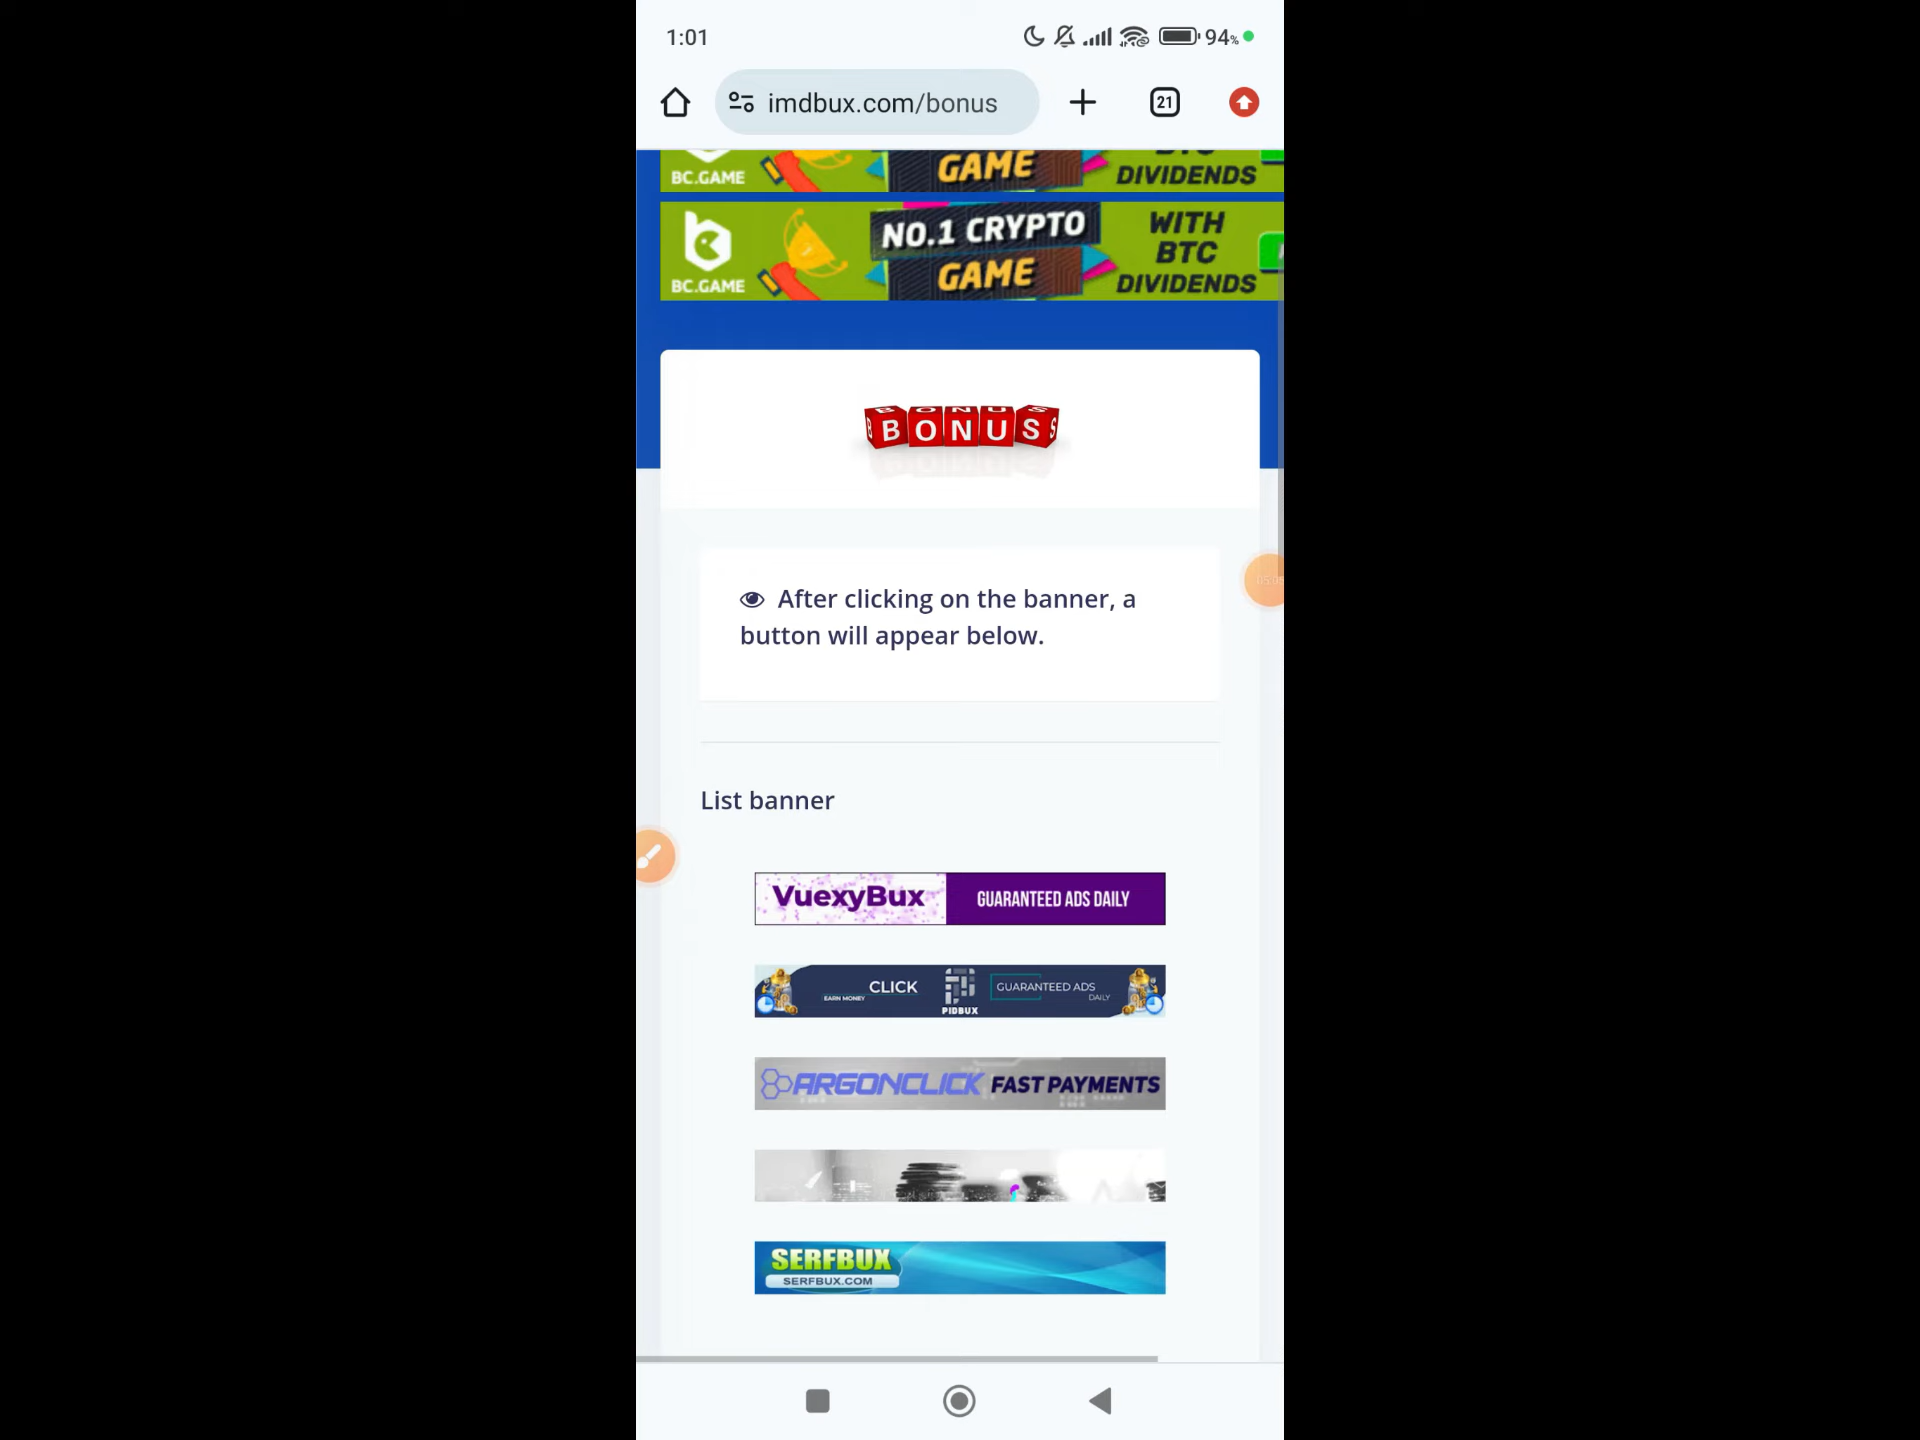 1:01
94%
imdbux.com/bonus
21
BC.GAME
GAME
DIVIDENDS
BC.GAME
NO.1 CRYPTO
GAME
WITH
BTC
DIVIDENDS
BONUS
After clicking on the banner, a
button will appear below.
List banner
VuexyBux
GUARANTEED ADS DAILY
EARN MONEY
CLICK
PIDBUX
GUARANTEED ADS
DAILY
ARGONCLICK FAST PAYMENTS
SERFBUX
SERFBUX.COM